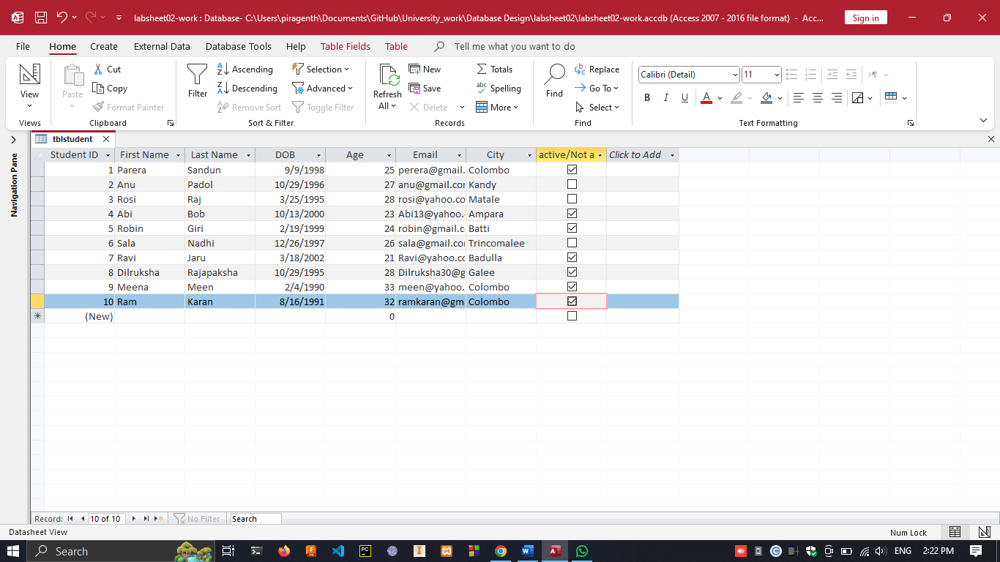 labsheet02-work : Database- C:\Users\piragenth\Documents\GitHub\University_work\Database Design\labsheet02\labsheet02-work.accdb (Access 2007 - 2016 file format) - Acc...
Sign in
File Home Create External Data Database Tools Help Table Fields Table Tell me what you want to do
View
Views
Paste
Cut
Copy
Format Painter
Clipboard
Filter
Ascending
Descending
Remove Sort
Selection
Advanced
Toggle Filter
Sort & Filter
Refresh All
New
Save
Delete
Totals
Spelling
More
Records
Find
Replace
Go To
Select
Find
Calibri (Detail) 11
B I U A
Text Formatting
Navigation Pane
tblstudent
Student ID First Name Last Name DOB Age Email City active/Not a Click to Add
1 Parera Sandun 9/9/1998 25 perera@gmail. Colombo
2 Anu Padol 10/29/1996 27 anu@gmail.com Kandy
3 Rosi Raj 3/25/1995 28 rosi@yahoo.co Matale
4 Abi Bob 10/13/2000 23 Abi13@yahoo. Ampara
5 Robin Giri 2/19/1999 24 robin@gmail.c Batti
6 Sala Nadhi 12/26/1997 26 sala@gmail.com Trincomalee
7 Ravi Jaru 3/18/2002 21 Ravi@yahoo.cc Badulla
8 Dilruksha Rajapaksha 10/29/1995 28 Dilruksha30@g Galee
9 Meena Meen 2/4/1990 33 meen@yahoo. Colombo
10 Ram Karan 8/16/1991 32 ramkaran@gma Colombo
(New) 0
Record: 10 of 10 No Filter Search
Datasheet View Num Lock
Search
ENG 2:22 PM